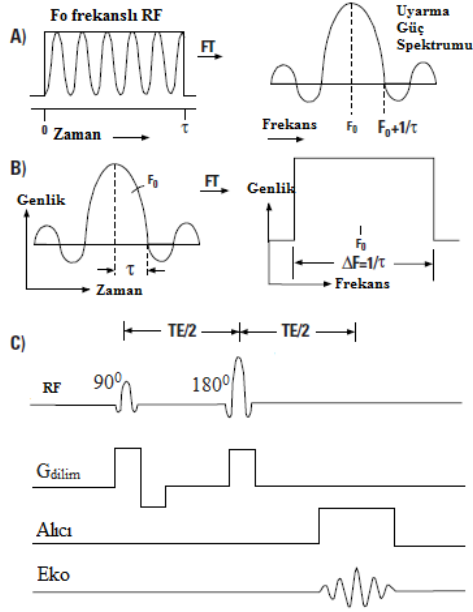 A)
Fo frekanslı RF
FT
Uyarma
Güç
Spektrumu
0
Zaman
τ
Frekans
F₀
F₀+1/τ
B)
Genlik
F₀
FT
τ
Zaman
Genlik
F₀
ΔF=1/τ
Frekans
C)
TE/2
TE/2
RF
90⁰
180⁰
Gdilim
Alıcı
Eko